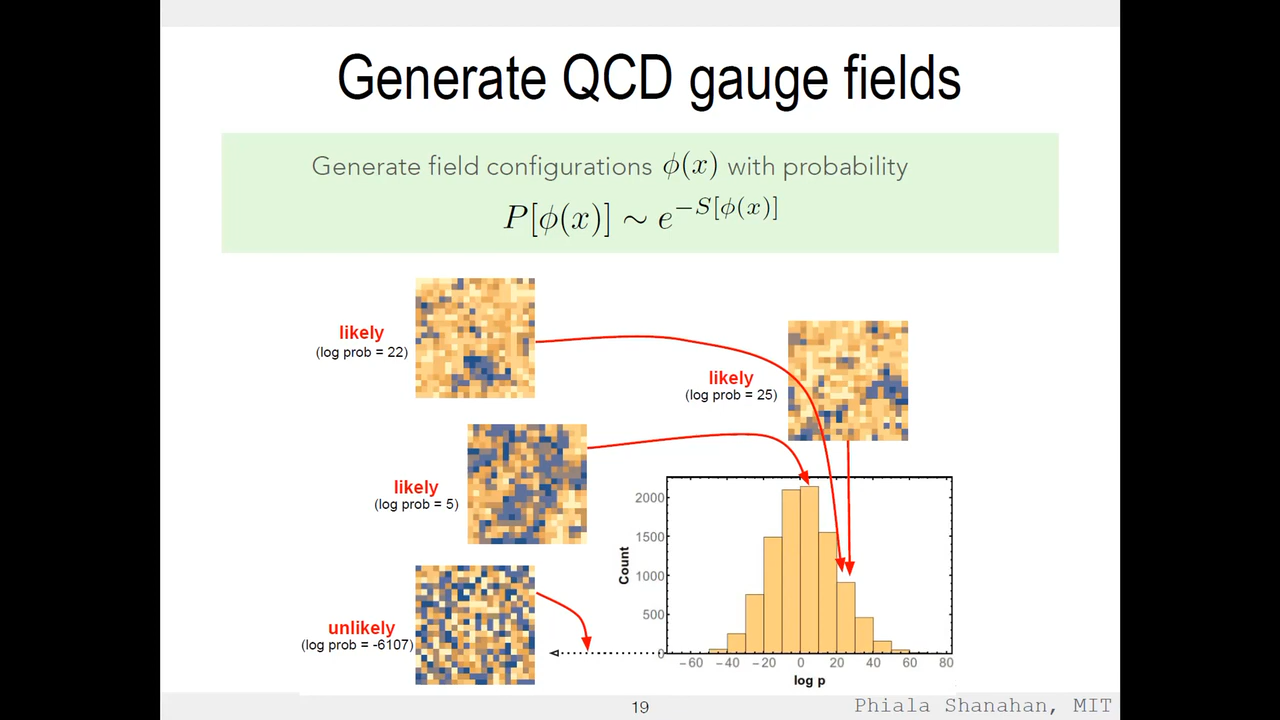 Generate QCD gauge fields
Generate field configurations ϕ(x) with probability
P[ϕ(x)] ∼ e^{−S[ϕ(x)]}
likely
(log prob = 22)
likely
(log prob = 25)
likely
(log prob = 5)
unlikely
(log prob = -6107)
2000
1500
1000
500
0
Count
−60 −40 −20 0 20 40 60 80
log p
19
Phiala Shanahan, MIT